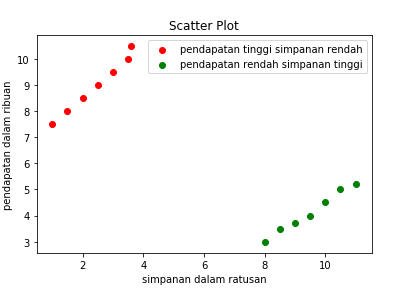 Scatter Plot
pendapatan tinggi simpanan rendah
pendapatan rendah simpanan tinggi
pendapatan dalam ribuan
10
9
8
7
6
5
4
3
2 4 6 8 10
simpanan dalam ratusan